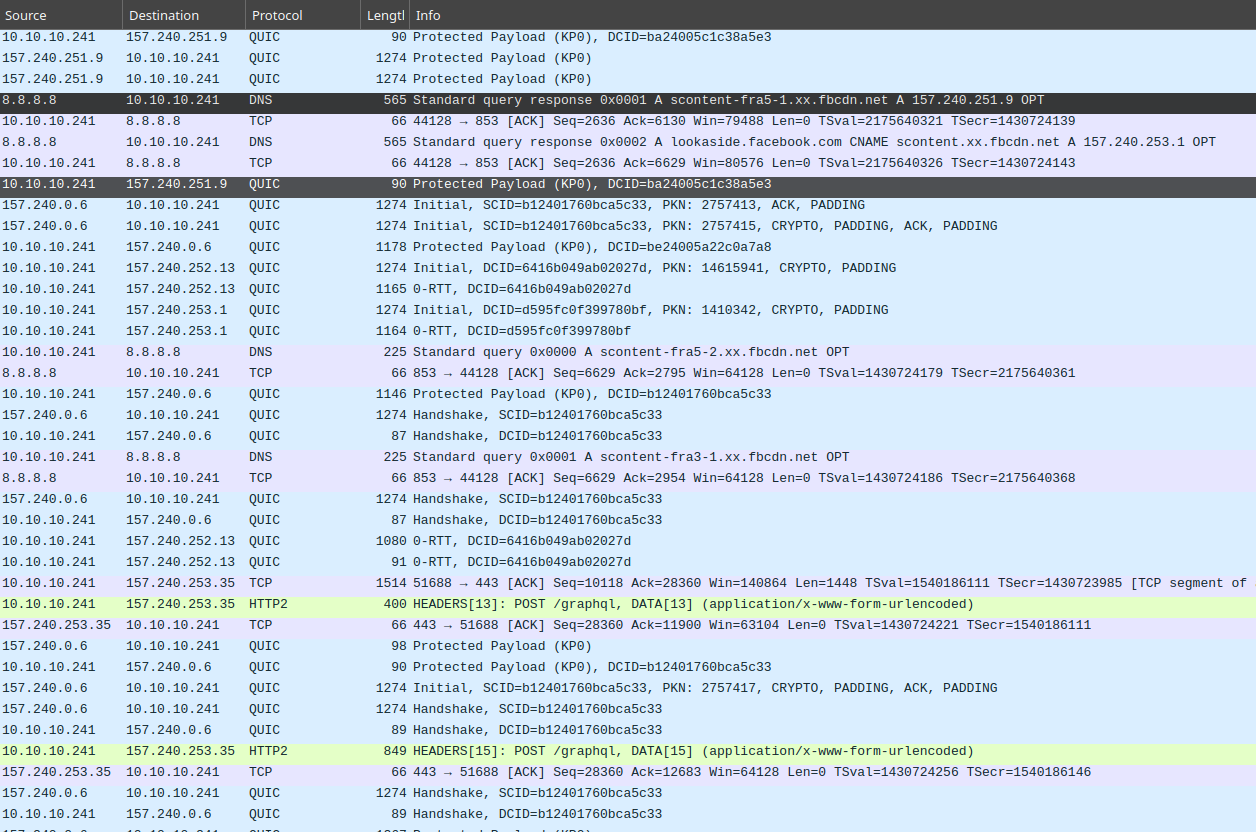 Source Destination Protocol Length Info
10.10.10.241 157.240.251.9 QUIC 90 Protected Payload (KP0), DCID=ba24005c1c38a5e3
157.240.251.9 10.10.10.241 QUIC 1274 Protected Payload (KP0)
157.240.251.9 10.10.10.241 QUIC 1274 Protected Payload (KP0)
8.8.8.8 10.10.10.241 DNS 565 Standard query response 0x0001 A scontent-fra5-1.xx.fbcdn.net A 157.240.251.9 OPT
10.10.10.241 8.8.8.8 TCP 66 44128 → 853 [ACK] Seq=2636 Ack=6130 Win=79488 Len=0 TSval=2175640321 TSecr=1430724139
8.8.8.8 10.10.10.241 DNS 565 Standard query response 0x0002 A lookaside.facebook.com CNAME scontent.xx.fbcdn.net A 157.240.253.1 OPT
10.10.10.241 8.8.8.8 TCP 66 44128 → 853 [ACK] Seq=2636 Ack=6629 Win=80576 Len=0 TSval=2175640326 TSecr=1430724143
10.10.10.241 157.240.251.9 QUIC 90 Protected Payload (KP0), DCID=ba24005c1c38a5e3
157.240.0.6 10.10.10.241 QUIC 1274 Initial, SCID=b12401760bca5c33, PKN: 2757413, ACK, PADDING
157.240.0.6 10.10.10.241 QUIC 1274 Initial, SCID=b12401760bca5c33, PKN: 2757415, CRYPTO, PADDING, ACK, PADDING
10.10.10.241 157.240.0.6 QUIC 1178 Protected Payload (KP0), DCID=be24005a22c0a7a8
10.10.10.241 157.240.252.13 QUIC 1274 Initial, DCID=6416b049ab02027d, PKN: 14615941, CRYPTO, PADDING
10.10.10.241 157.240.252.13 QUIC 1165 0-RTT, DCID=6416b049ab02027d
10.10.10.241 157.240.253.1 QUIC 1274 Initial, DCID=d595fc0f399780bf, PKN: 1410342, CRYPTO, PADDING
10.10.10.241 157.240.253.1 QUIC 1164 0-RTT, DCID=d595fc0f399780bf
10.10.10.241 8.8.8.8 DNS 225 Standard query 0x0000 A scontent-fra5-2.xx.fbcdn.net OPT
8.8.8.8 10.10.10.241 TCP 66 853 → 44128 [ACK] Seq=6629 Ack=2795 Win=64128 Len=0 TSval=1430724179 TSecr=2175640361
10.10.10.241 157.240.0.6 QUIC 1146 Protected Payload (KP0), DCID=b12401760bca5c33
157.240.0.6 10.10.10.241 QUIC 1274 Handshake, SCID=b12401760bca5c33
10.10.10.241 157.240.0.6 QUIC 87 Handshake, DCID=b12401760bca5c33
10.10.10.241 8.8.8.8 DNS 225 Standard query 0x0001 A scontent-fra3-1.xx.fbcdn.net OPT
8.8.8.8 10.10.10.241 TCP 66 853 → 44128 [ACK] Seq=6629 Ack=2954 Win=64128 Len=0 TSval=1430724186 TSecr=2175640368
157.240.0.6 10.10.10.241 QUIC 1274 Handshake, SCID=b12401760bca5c33
10.10.10.241 157.240.0.6 QUIC 87 Handshake, DCID=b12401760bca5c33
10.10.10.241 157.240.252.13 QUIC 1080 0-RTT, DCID=6416b049ab02027d
10.10.10.241 157.240.252.13 QUIC 91 0-RTT, DCID=6416b049ab02027d
10.10.10.241 157.240.253.35 TCP 1514 51688 → 443 [ACK] Seq=10118 Ack=28360 Win=140864 Len=1448 TSval=1540186111 TSecr=1430723985 [TCP segment of
10.10.10.241 157.240.253.35 HTTP2 400 HEADERS[13]: POST /graphql, DATA[13] (application/x-www-form-urlencoded)
157.240.253.35 10.10.10.241 TCP 66 443 → 51688 [ACK] Seq=28360 Ack=11900 Win=63104 Len=0 TSval=1430724221 TSecr=1540186111
157.240.0.6 10.10.10.241 QUIC 98 Protected Payload (KP0)
10.10.10.241 157.240.0.6 QUIC 90 Protected Payload (KP0), DCID=b12401760bca5c33
157.240.0.6 10.10.10.241 QUIC 1274 Initial, SCID=b12401760bca5c33, PKN: 2757417, CRYPTO, PADDING, ACK, PADDING
157.240.0.6 10.10.10.241 QUIC 1274 Handshake, SCID=b12401760bca5c33
10.10.10.241 157.240.0.6 QUIC 89 Handshake, DCID=b12401760bca5c33
10.10.10.241 157.240.253.35 HTTP2 849 HEADERS[15]: POST /graphql, DATA[15] (application/x-www-form-urlencoded)
157.240.253.35 10.10.10.241 TCP 66 443 → 51688 [ACK] Seq=28360 Ack=12683 Win=64128 Len=0 TSval=1430724256 TSecr=1540186146
157.240.0.6 10.10.10.241 QUIC 1274 Handshake, SCID=b12401760bca5c33
10.10.10.241 157.240.0.6 QUIC 89 Handshake, DCID=b12401760bca5c33